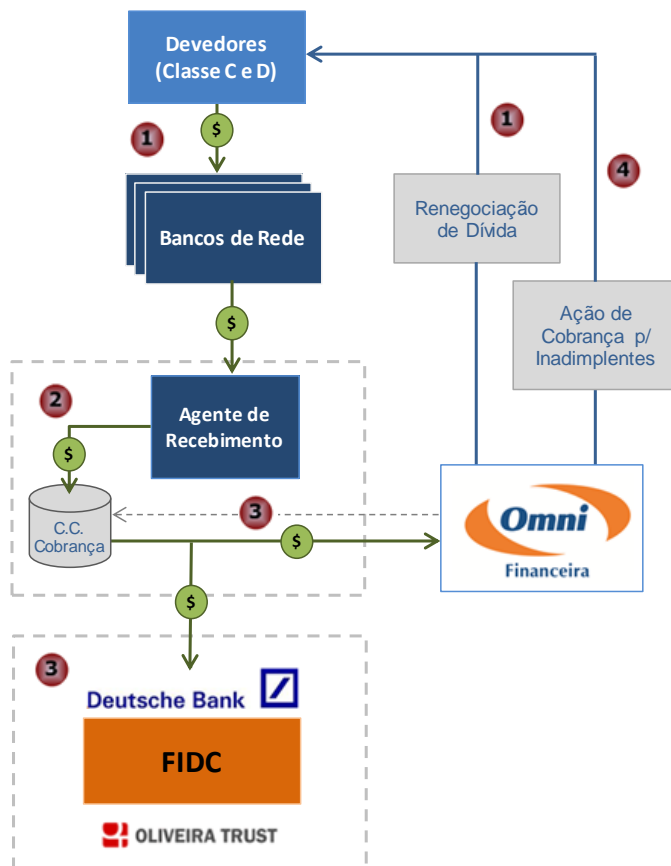 Devedores
(Classe C e D)
$
1
1
4
Renegociação
de Dívida
Bancos de Rede
$
Ação de
Cobrança p/
Inadimplentes
2
Agente de
Recebimento
$
3
C.C.
Cobrança
$
Omni
Financeira
$
3
Deutsche Bank
FIDC
OLIVEIRA TRUST